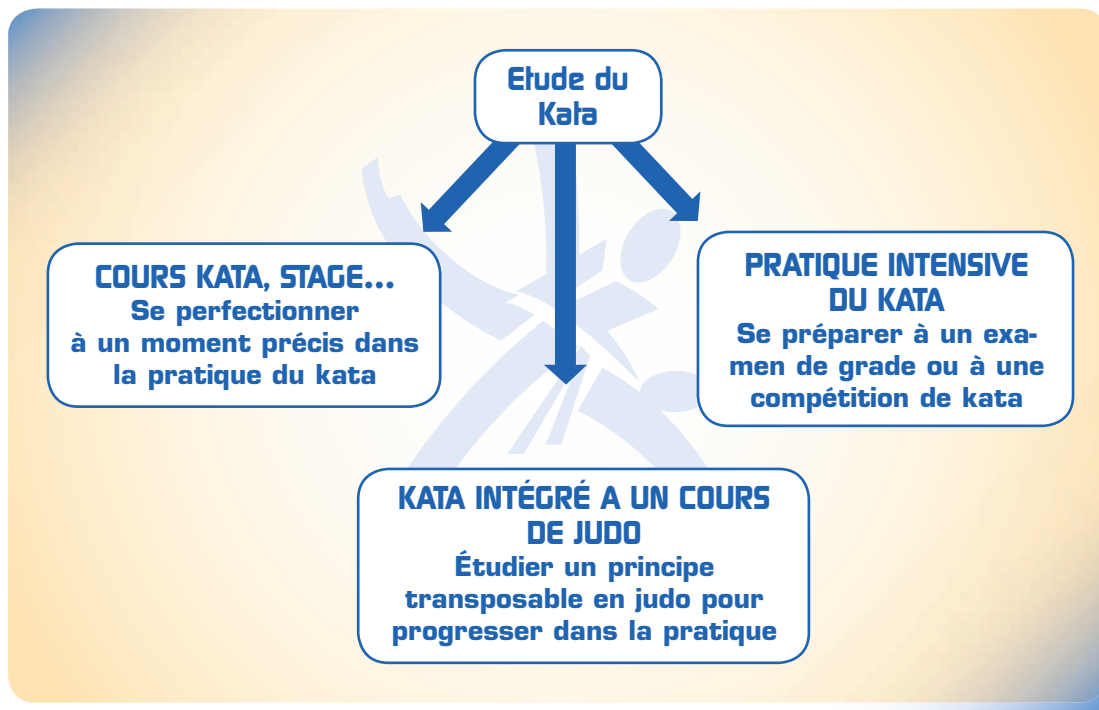 Etude du
Kata
COURS KATA, STAGE...
Se perfectionner
à un moment précis dans
la pratique du kata
PRATIQUE INTENSIVE
DU KATA
Se préparer à un exa-
men de grade ou à une
compétition de kata
KATA INTÉGRÉ A UN COURS
DE JUDO
Étudier un principe
transposable en judo pour
progresser dans la pratique